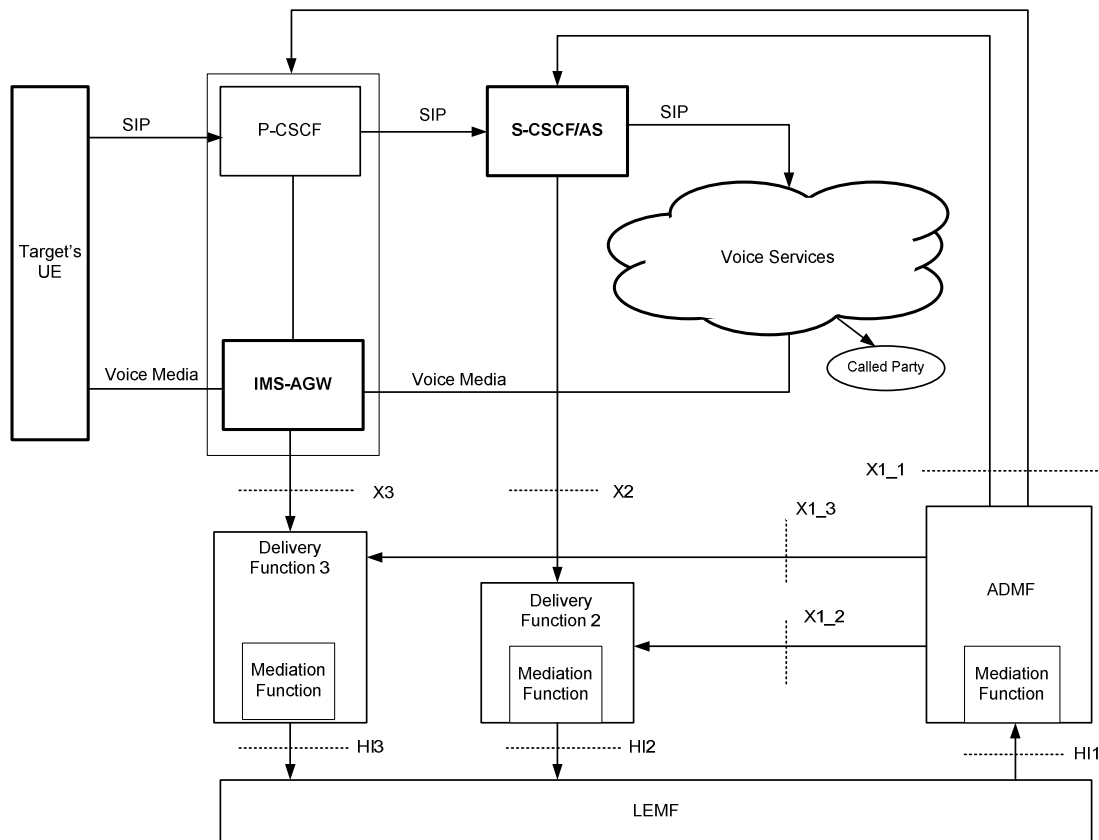 SIP
P-CSCF
SIP
S-CSCF/AS
SIP
Target's
UE
Voice Services
Voice Media
IMS-AGW
Voice Media
Called Party
X1_1
X3
X2
X1_3
Delivery
Function 3
Delivery
Function 2
ADMF
X1_2
Mediation
Function
Mediation
Function
Mediation
Function
HI3
HI2
HI1
LEMF